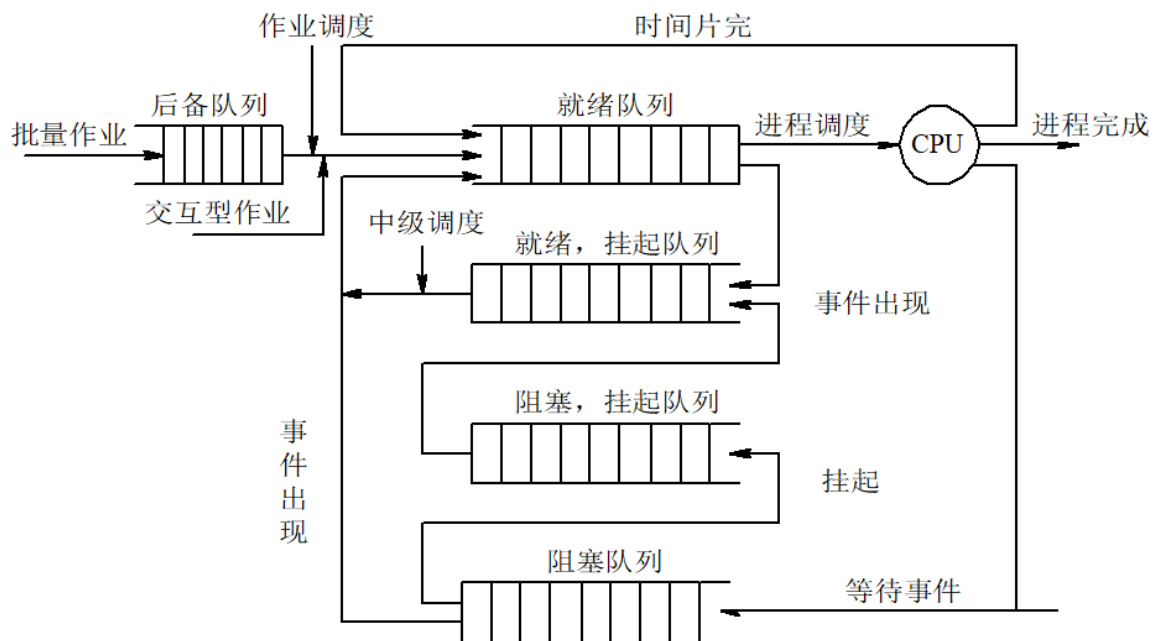 作业调度
时间片完
后备队列
就绪队列
批量作业
进程调度
CPU
进程完成
交互型作业
中级调度
就绪，挂起队列
事件出现
阻塞，挂起队列
事件出现
挂起
阻塞队列
等待事件